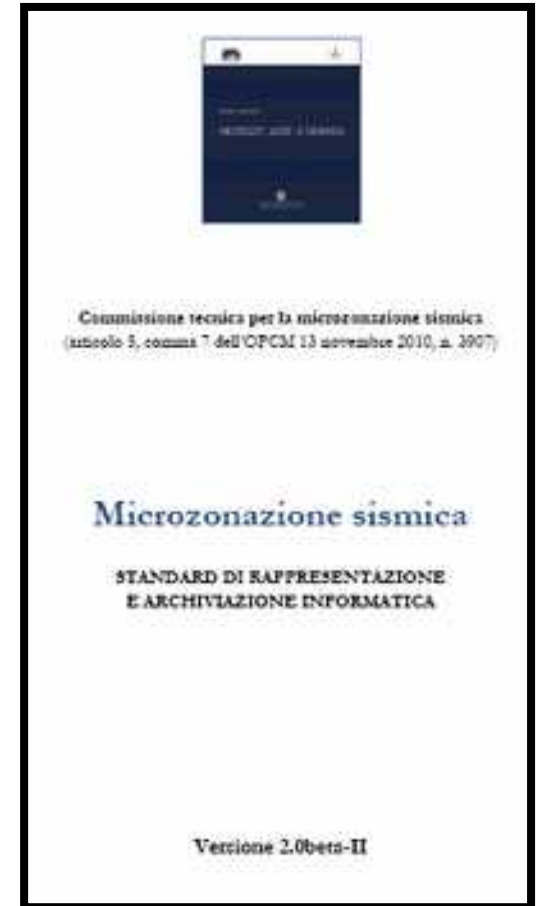 Commissione tecnica per la microzonazione sismica
(articolo 5, comma 7 dell'OPCM 13 novembre 2010, n. 3907)
Microzonazione sismica
STANDARD DI RAPPRESENTAZIONE
E ARCHIVIAZIONE INFORMATICA
Versione 2.0beta-II